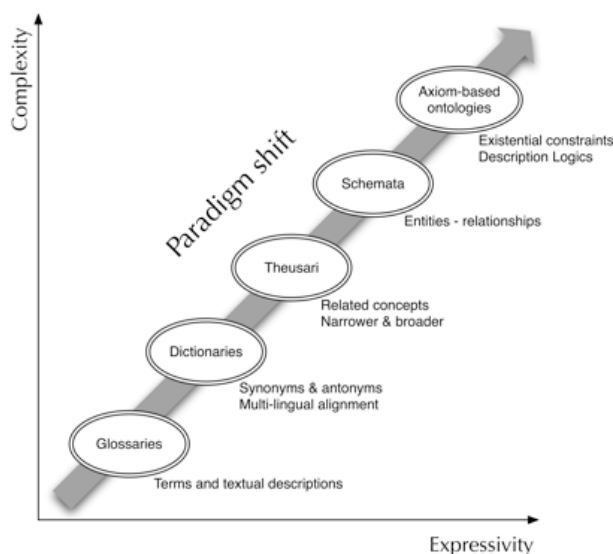 Complexity
Axiom-based
ontologies
Existential constraints
Description Logics
Paradigm shift
Schemata
Entities - relationships
Theusari
Related concepts
Narrower & broader
Dictionaries
Synonyms & antonyms
Multi-lingual alignment
Glossaries
Terms and textual descriptions
Expressivity